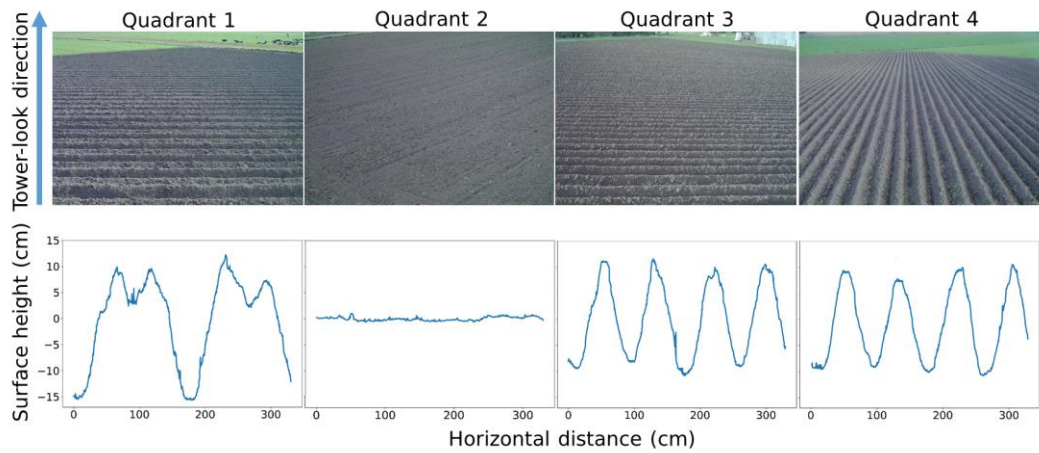 Quadrant 1
Quadrant 2
Quadrant 3
Quadrant 4
Tower-look direction
Surface height (cm)
15
10
5
0
−5
−10
−15
0 100 200 300
0 100 200 300
0 100 200 300
0 100 200 300
Horizontal distance (cm)